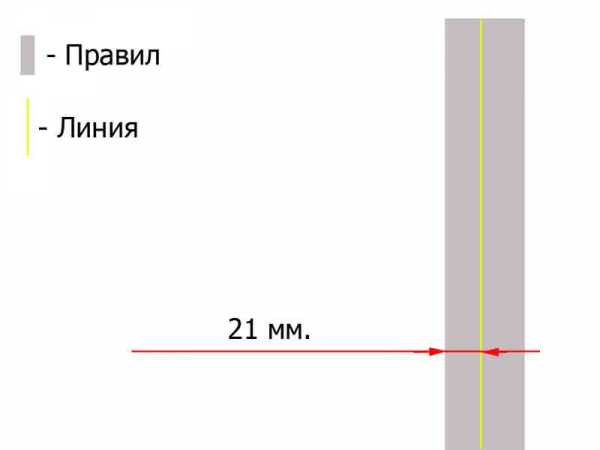 - Правил
- Линия
21 мм.